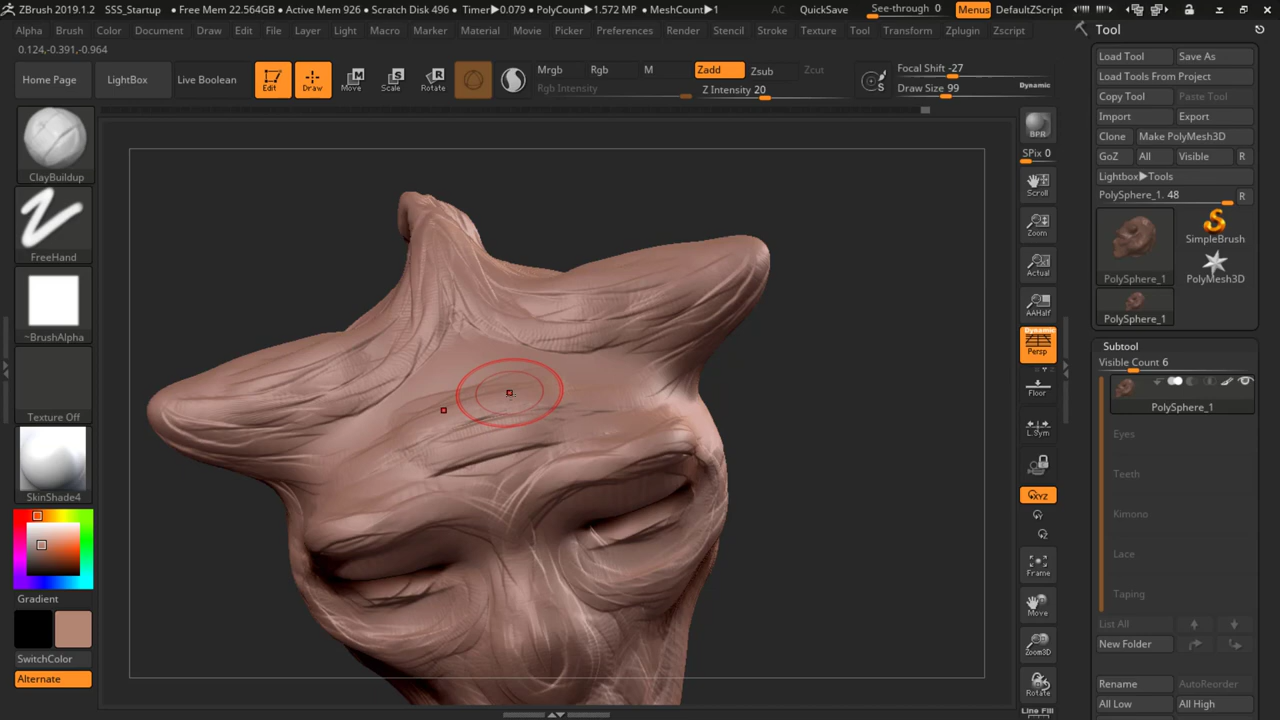 ZBrush 2019.1.2 SSS_Startup ● Free Mem 22.564GB ● Active Mem 926 ● Scratch Disk 496 ● Timer▶0.079 ● PolyCount▶1.572 MP ● MeshCount▶1 AC QuickSave See-through 0 Menus DefaultZScript
Alpha Brush Color Document Draw Edit File Layer Light Macro Marker Material Movie Picker Preferences Render Stencil Stroke Texture Tool Transform Zplugin Zscript
0.124,-0.391,-0.964
Home Page LightBox Live Boolean Edit Draw Move Scale Rotate
Mrgb Rgb M Zadd Zsub Zcut
Rgb Intensity Z Intensity 20
Focal Shift -27
Draw Size 99 Dynamic
ClayBuildup
FreeHand
~BrushAlpha
Texture Off
SkinShade4
Gradient
SwitchColor
Alternate
BPR
SPix 0
Scroll
Zoom
Actual
AAHalf
Dynamic
Persp
Floor
L.Sym
XYZ
Frame
Move
Zoom3D
Rotate
Line Fill
Tool
Load Tool Save As
Load Tools From Project
Copy Tool Paste Tool
Import Export
Clone Make PolyMesh3D
GoZ All Visible R
Lightbox▶Tools
PolySphere_1. 48 R
PolySphere_1 SimpleBrush
PolyMesh3D
PolySphere_1
Subtool
Visible Count 6
PolySphere_1
Eyes
Teeth
Kimono
Lace
Taping
List All
New Folder
Rename AutoReorder
All Low All High